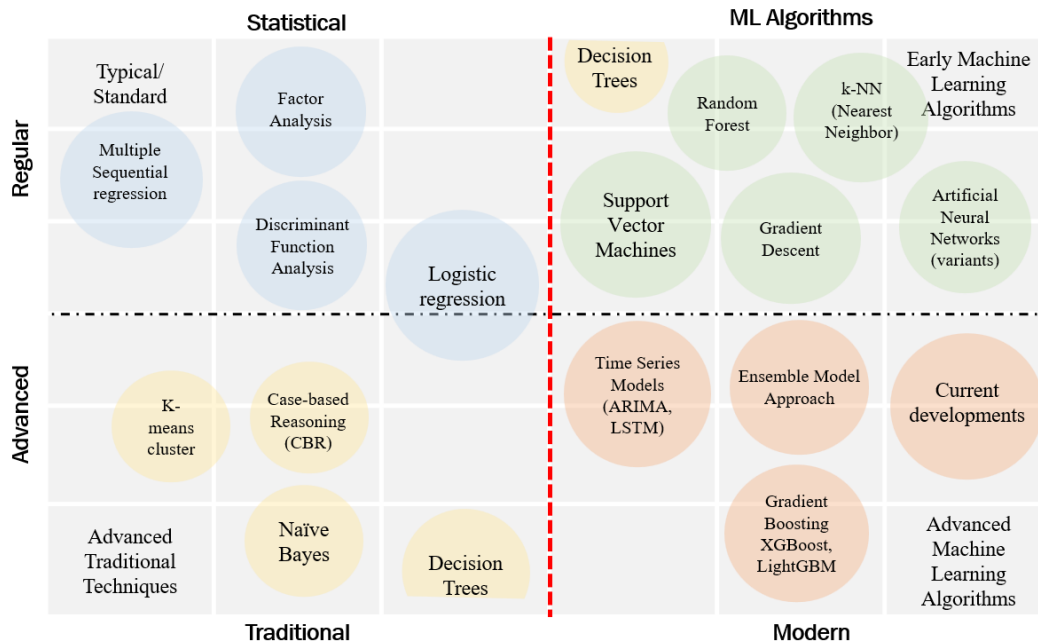 Statistical
ML Algorithms
Regular
Advanced
Typical/
Standard
Factor
Analysis
Multiple
Sequential
regression
Discriminant
Function
Analysis
Logistic
regression
Decision
Trees
Random
Forest
k-NN
(Nearest
Neighbor)
Early Machine
Learning
Algorithms
Support
Vector
Machines
Gradient
Descent
Artificial
Neural
Networks
(variants)
K-
means
cluster
Case-based
Reasoning
(CBR)
Time Series
Models
(ARIMA,
LSTM)
Ensemble Model
Approach
Current
developments
Advanced
Traditional
Techniques
Naïve
Bayes
Decision
Trees
Gradient
Boosting
XGBoost,
LightGBM
Advanced
Machine
Learning
Algorithms
Traditional
Modern